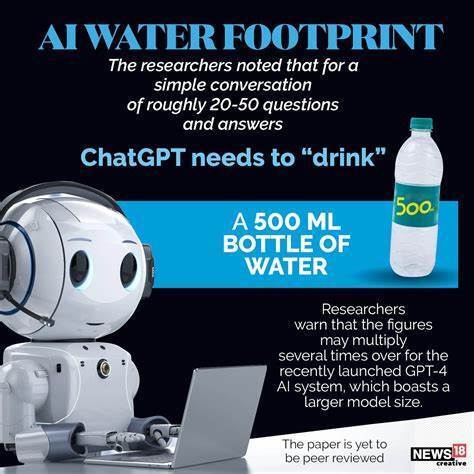 AI WATER FOOTPRINT
The researchers noted that for a
simple conversation
of roughly 20-50 questions
and answers
ChatGPT needs to “drink”
500
A 500 ML
BOTTLE OF
WATER
Researchers
warn that the figures
may multiply
several times over for the
recently launched GPT-4
AI system, which boasts a
larger model size.
The paper is yet to
be peer reviewed
NEWS18
creative